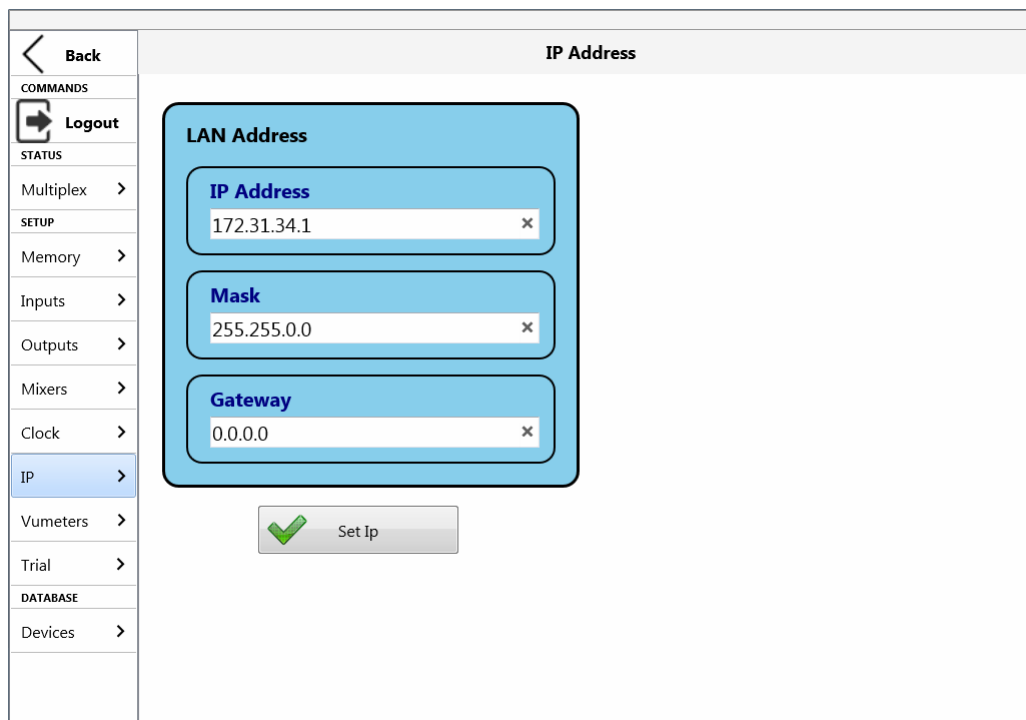 Back
IP Address
COMMANDS
Logout
STATUS
Multiplex
SETUP
Memory
Inputs
Outputs
Mixers
Clock
IP
Vumeters
Trial
DATABASE
Devices
LAN Address
IP Address
172.31.34.1
Mask
255.255.0.0
Gateway
0.0.0.0
Set Ip